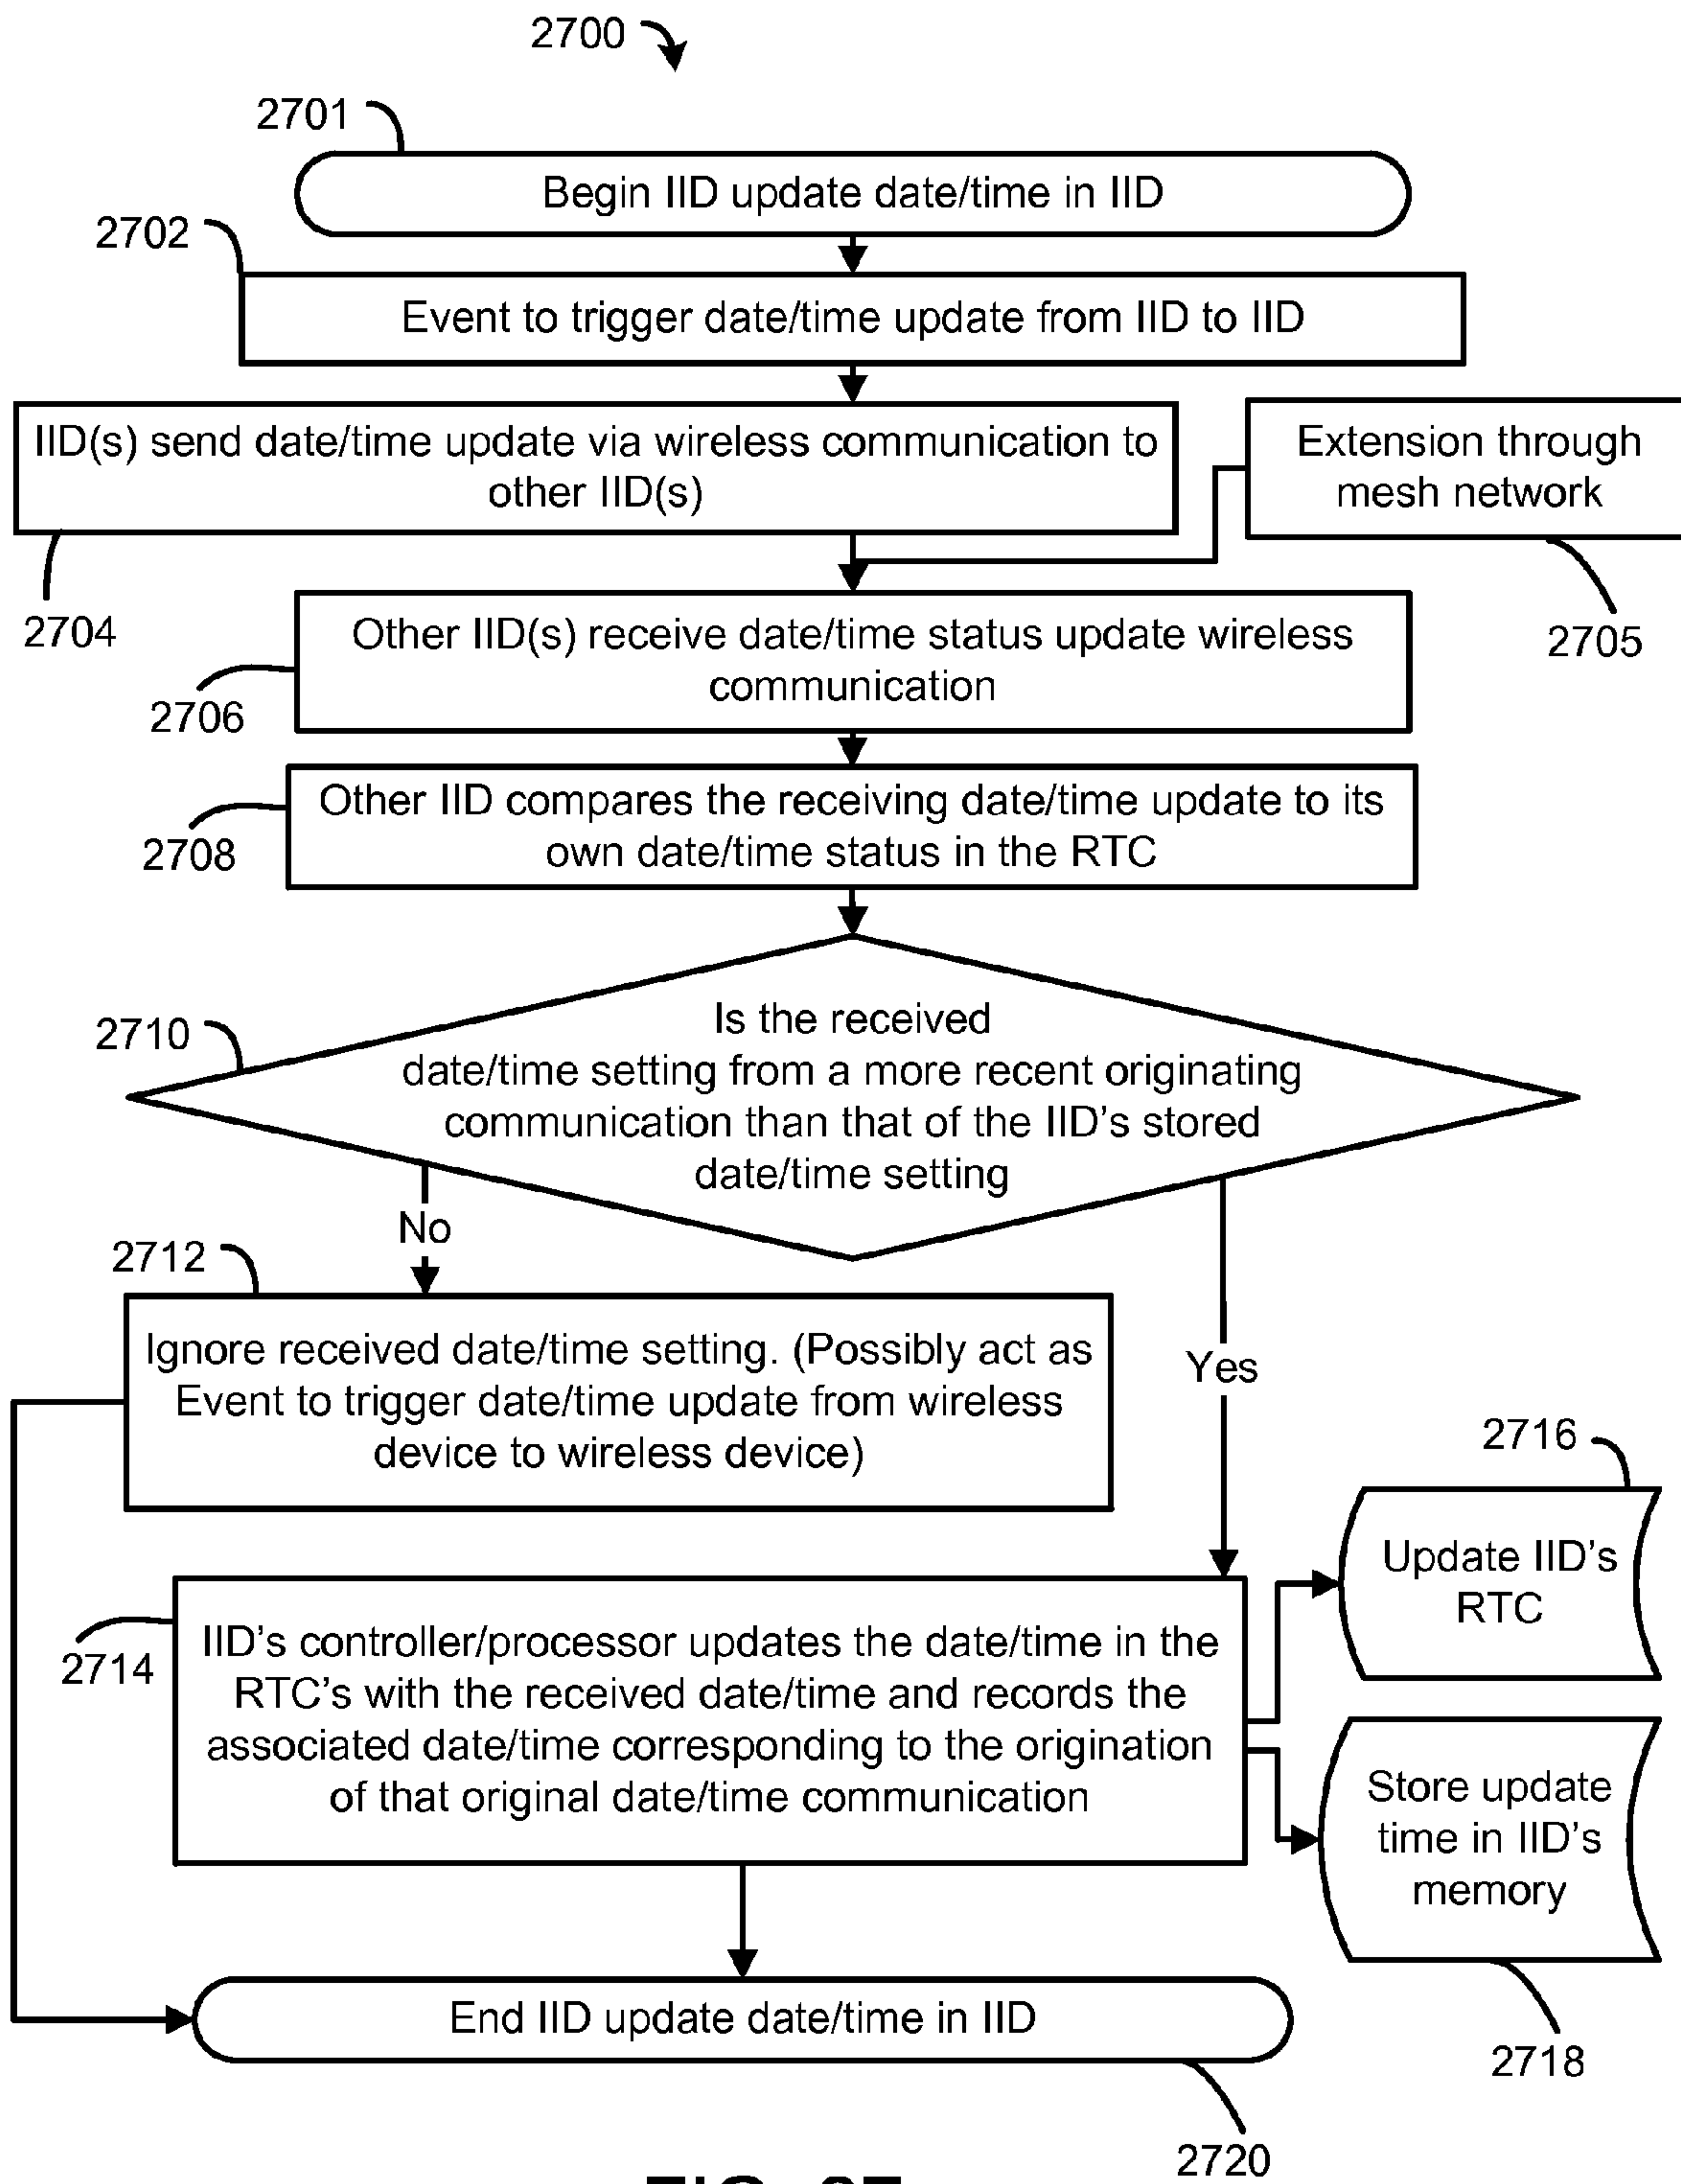 2700
2701
Begin IID update date/time in IID
2702
Event to trigger date/time update from IID to IID
IID(s) send date/time update via wireless communication to
other IID(s)
Extension through
mesh network
2704
2705
Other IID(s) receive date/time status update wireless
communication
2706
Other IID compares the receiving date/time update to its
own date/time status in the RTC
2708
2710
Is the received
date/time setting from a more recent originating
communication than that of the IID's stored
date/time setting
No
Yes
2712
Ignore received date/time setting. (Possibly act as
Event to trigger date/time update from wireless
device to wireless device)
2716
Update IID's
RTC
2714
IID's controller/processor updates the date/time in the
RTC's with the received date/time and records the
associated date/time corresponding to the origination
of that original date/time communication
Store update
time in IID's
memory
2718
End IID update date/time in IID
2720